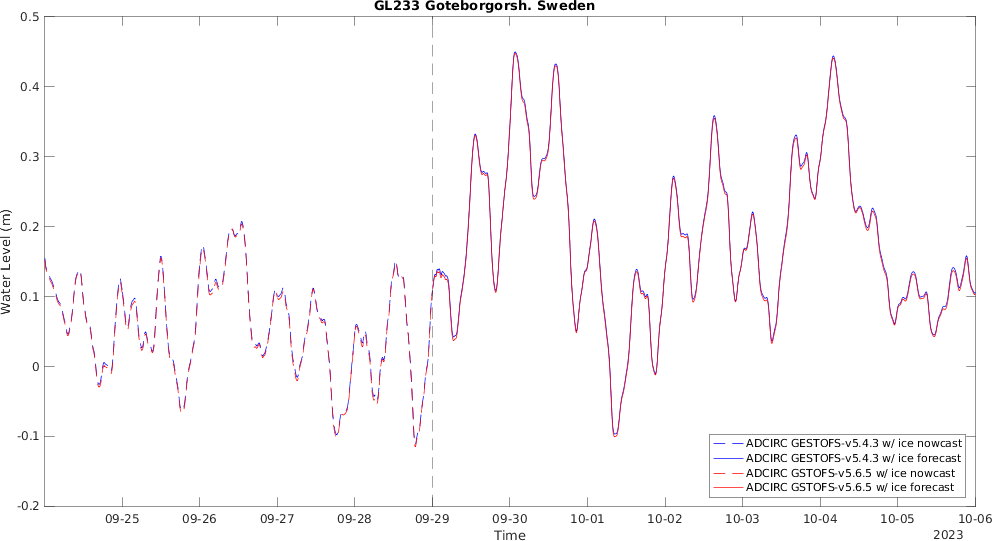 GL233 Goteborgorsh. Sweden
0.5
0.4
0.3
0.2
0.1
0
-0.1
-0.2
Water Level (m)
ADCIRC GESTOFS-v5.4.3 w/ ice nowcast
ADCIRC GESTOFS-v5.4.3 w/ ice forecast
ADCIRC GSTOFS-v5.6.5 w/ ice nowcast
ADCIRC GSTOFS-v5.6.5 w/ ice forecast
09-25 09-26 09-27 09-28 09-29 09-30 10-01 10-02 10-03 10-04 10-05 10-06
Time
2023